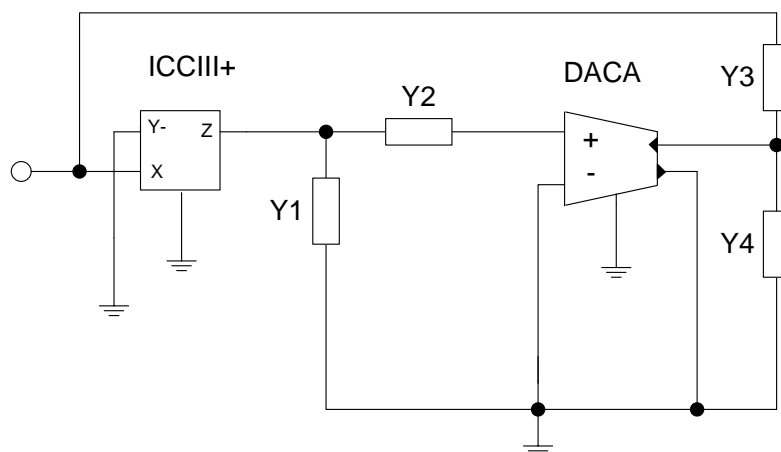 ICCIII+
DACA
Y3
Y2
Y-
Z
+
X
-
Y1
Y4